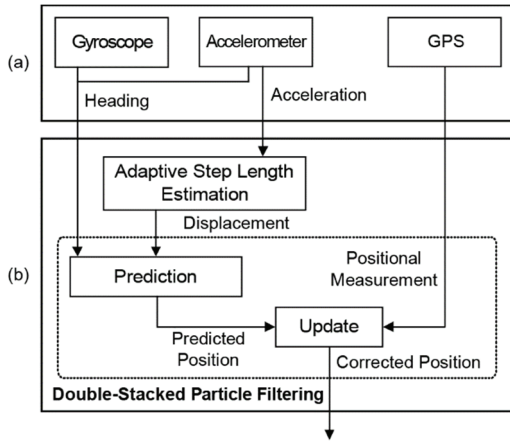 Gyroscope
Accelerometer
GPS
(a)
Heading
Acceleration
Adaptive Step Length
Estimation
Displacement
(b)
Prediction
Positional
Measurement
Update
Predicted
Position
Corrected Position
Double-Stacked Particle Filtering